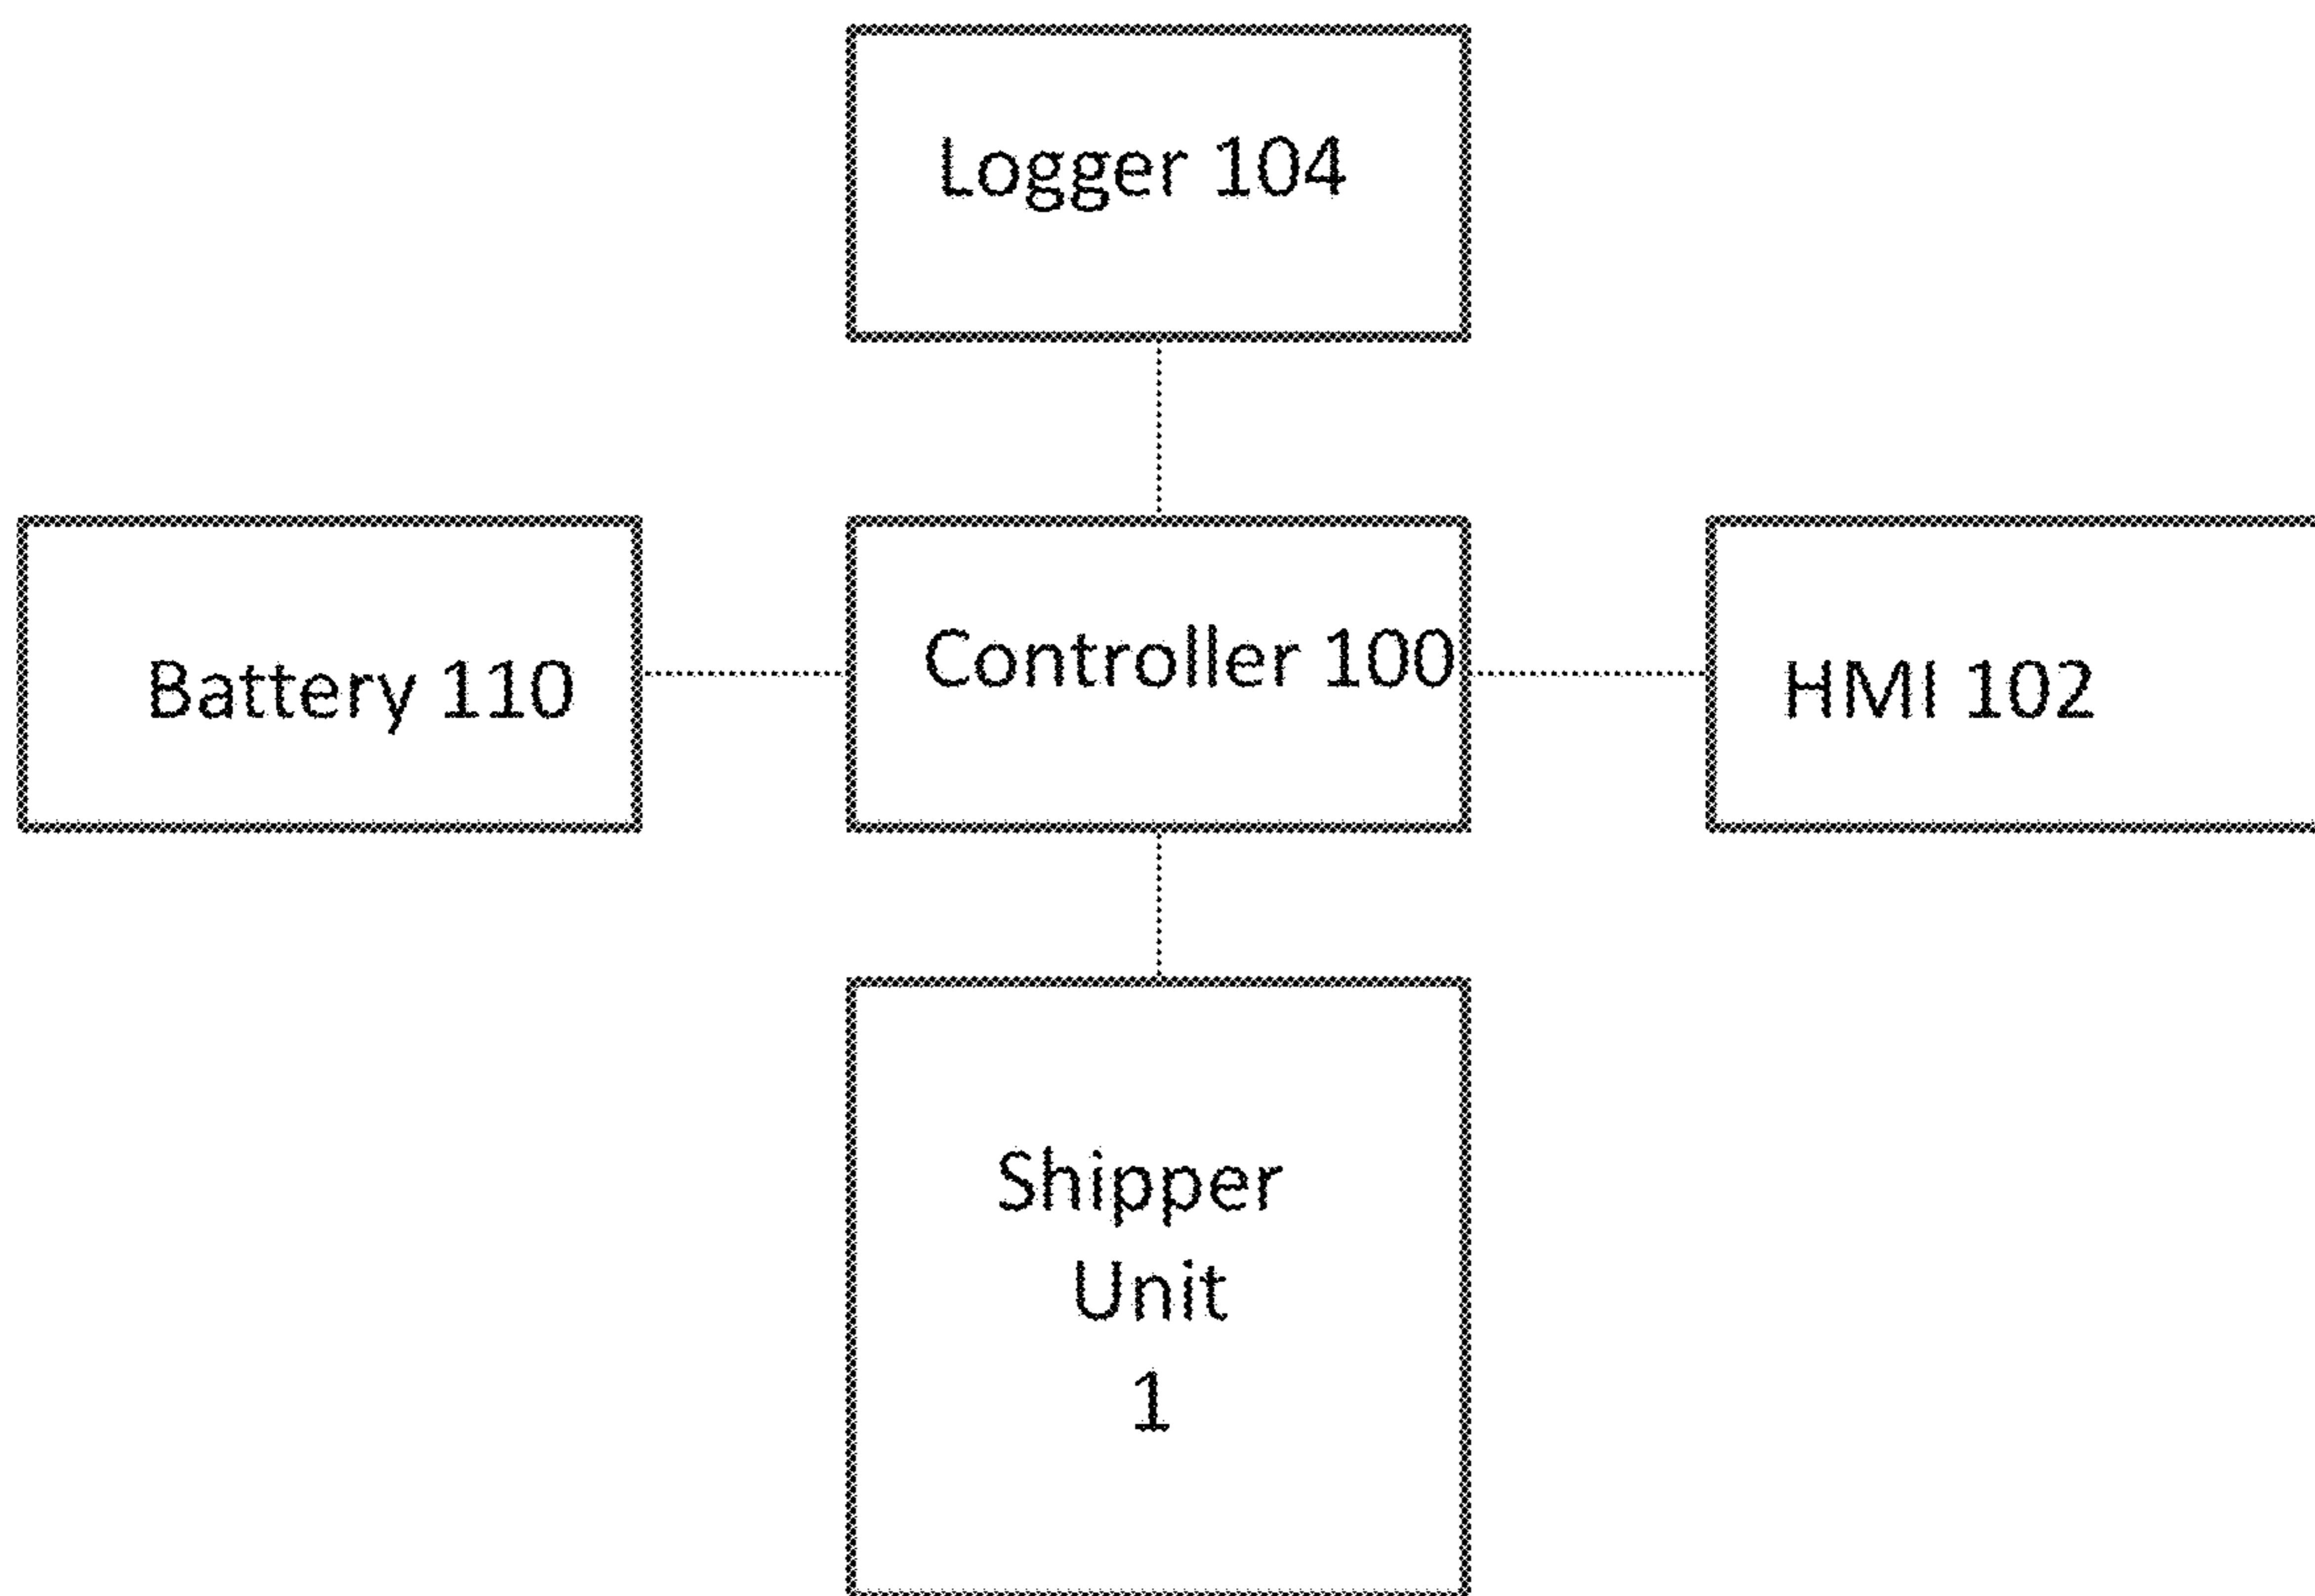 Logger 104
Battery 110
Controller 100
HMI 102
Shipper
Unit
1